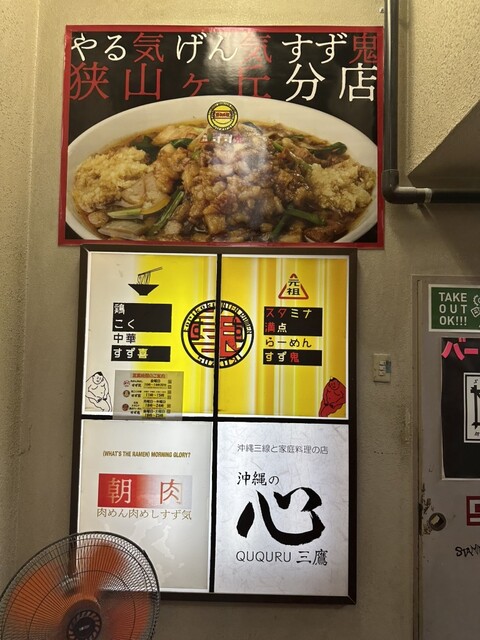 やる気げん気すず鬼
狭山ヶ丘分店
鶏
こく
中華
すず喜
元祖
スタミナ
満点
らーめん
すず鬼
(WHAT'S THE RAMEN) MORNING GLORY?
朝 肉
肉めん肉めしすず気
沖縄三線と家庭料理の店
沖縄の
心
QUQURU 三鷹
TAKE
OUT
OK!!!